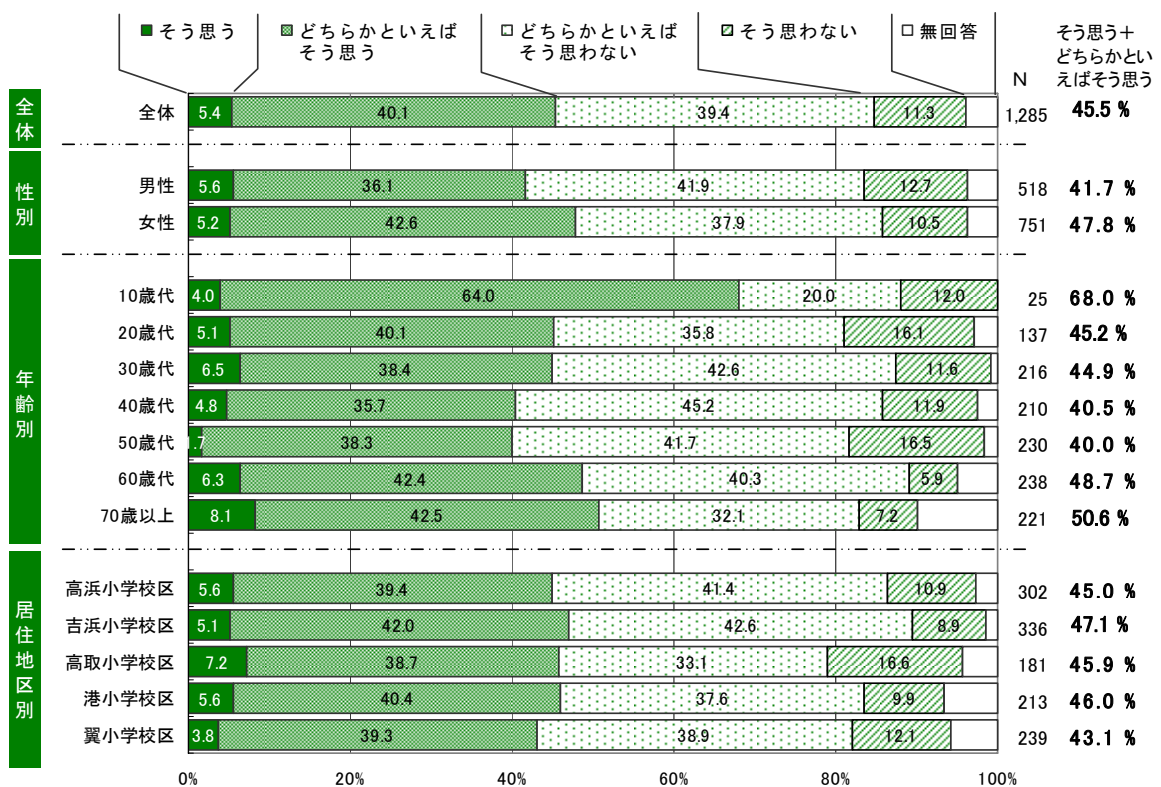 ■ そう思う
どちらかといえば
そう思う
どちらかといえば
そう思わない
そう思わない
□ 無回答
そう思う＋
どちらかとい
えばそう思う
N
全体
全体 5.4 40.1 39.4 11.3 1,285 45.5 %
性別
男性 5.6 36.1 41.9 12.7 518 41.7 %
女性 5.2 42.6 37.9 10.5 751 47.8 %
年齢別
10歳代 4.0 64.0 20.0 12.0 25 68.0 %
20歳代 5.1 40.1 35.8 16.1 137 45.2 %
30歳代 6.5 38.4 42.6 11.6 216 44.9 %
40歳代 4.8 35.7 45.2 11.9 210 40.5 %
50歳代 1.7 38.3 41.7 16.5 230 40.0 %
60歳代 6.3 42.4 40.3 5.9 238 48.7 %
70歳以上 8.1 42.5 32.1 7.2 221 50.6 %
居住地区別
高浜小学校区 5.6 39.4 41.4 10.9 302 45.0 %
吉浜小学校区 5.1 42.0 42.6 8.9 336 47.1 %
高取小学校区 7.2 38.7 33.1 16.6 181 45.9 %
港小学校区 5.6 40.4 37.6 9.9 213 46.0 %
翼小学校区 3.8 39.3 38.9 12.1 239 43.1 %
0% 20% 40% 60% 80% 100%